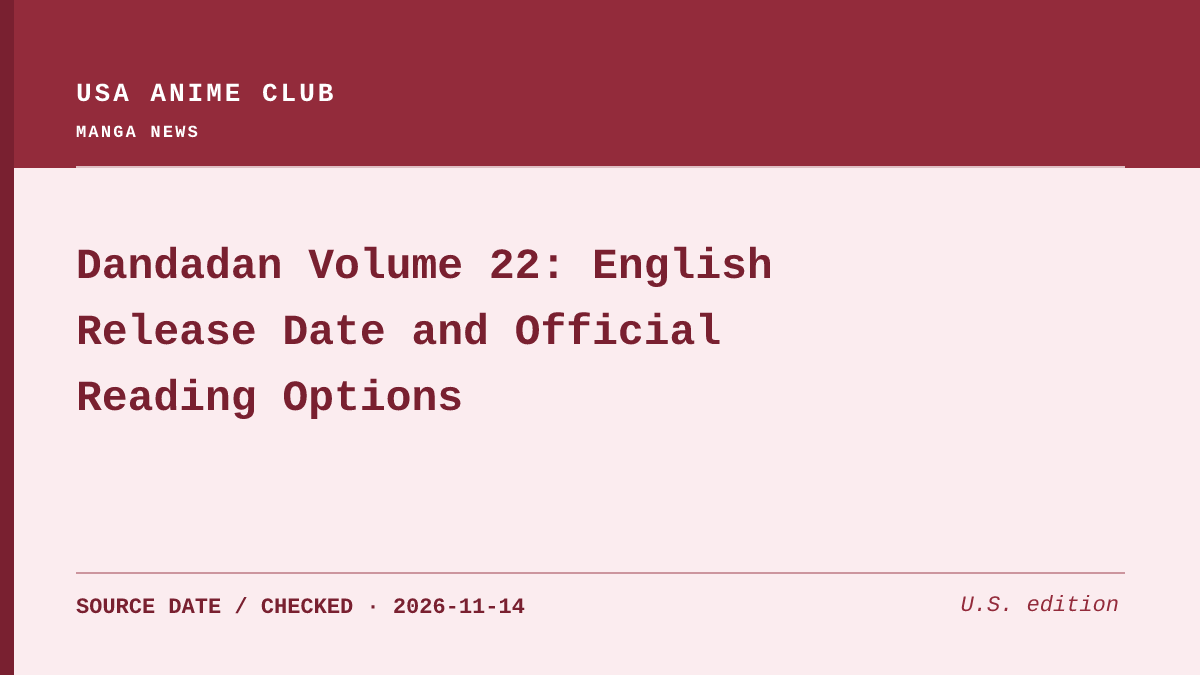 USA ANIME CLUB
MANGA NEWS
Dandadan Volume 22: English
Release Date and Official
Reading Options
SOURCE DATE / CHECKED · 2026-11-14
U.S. edition